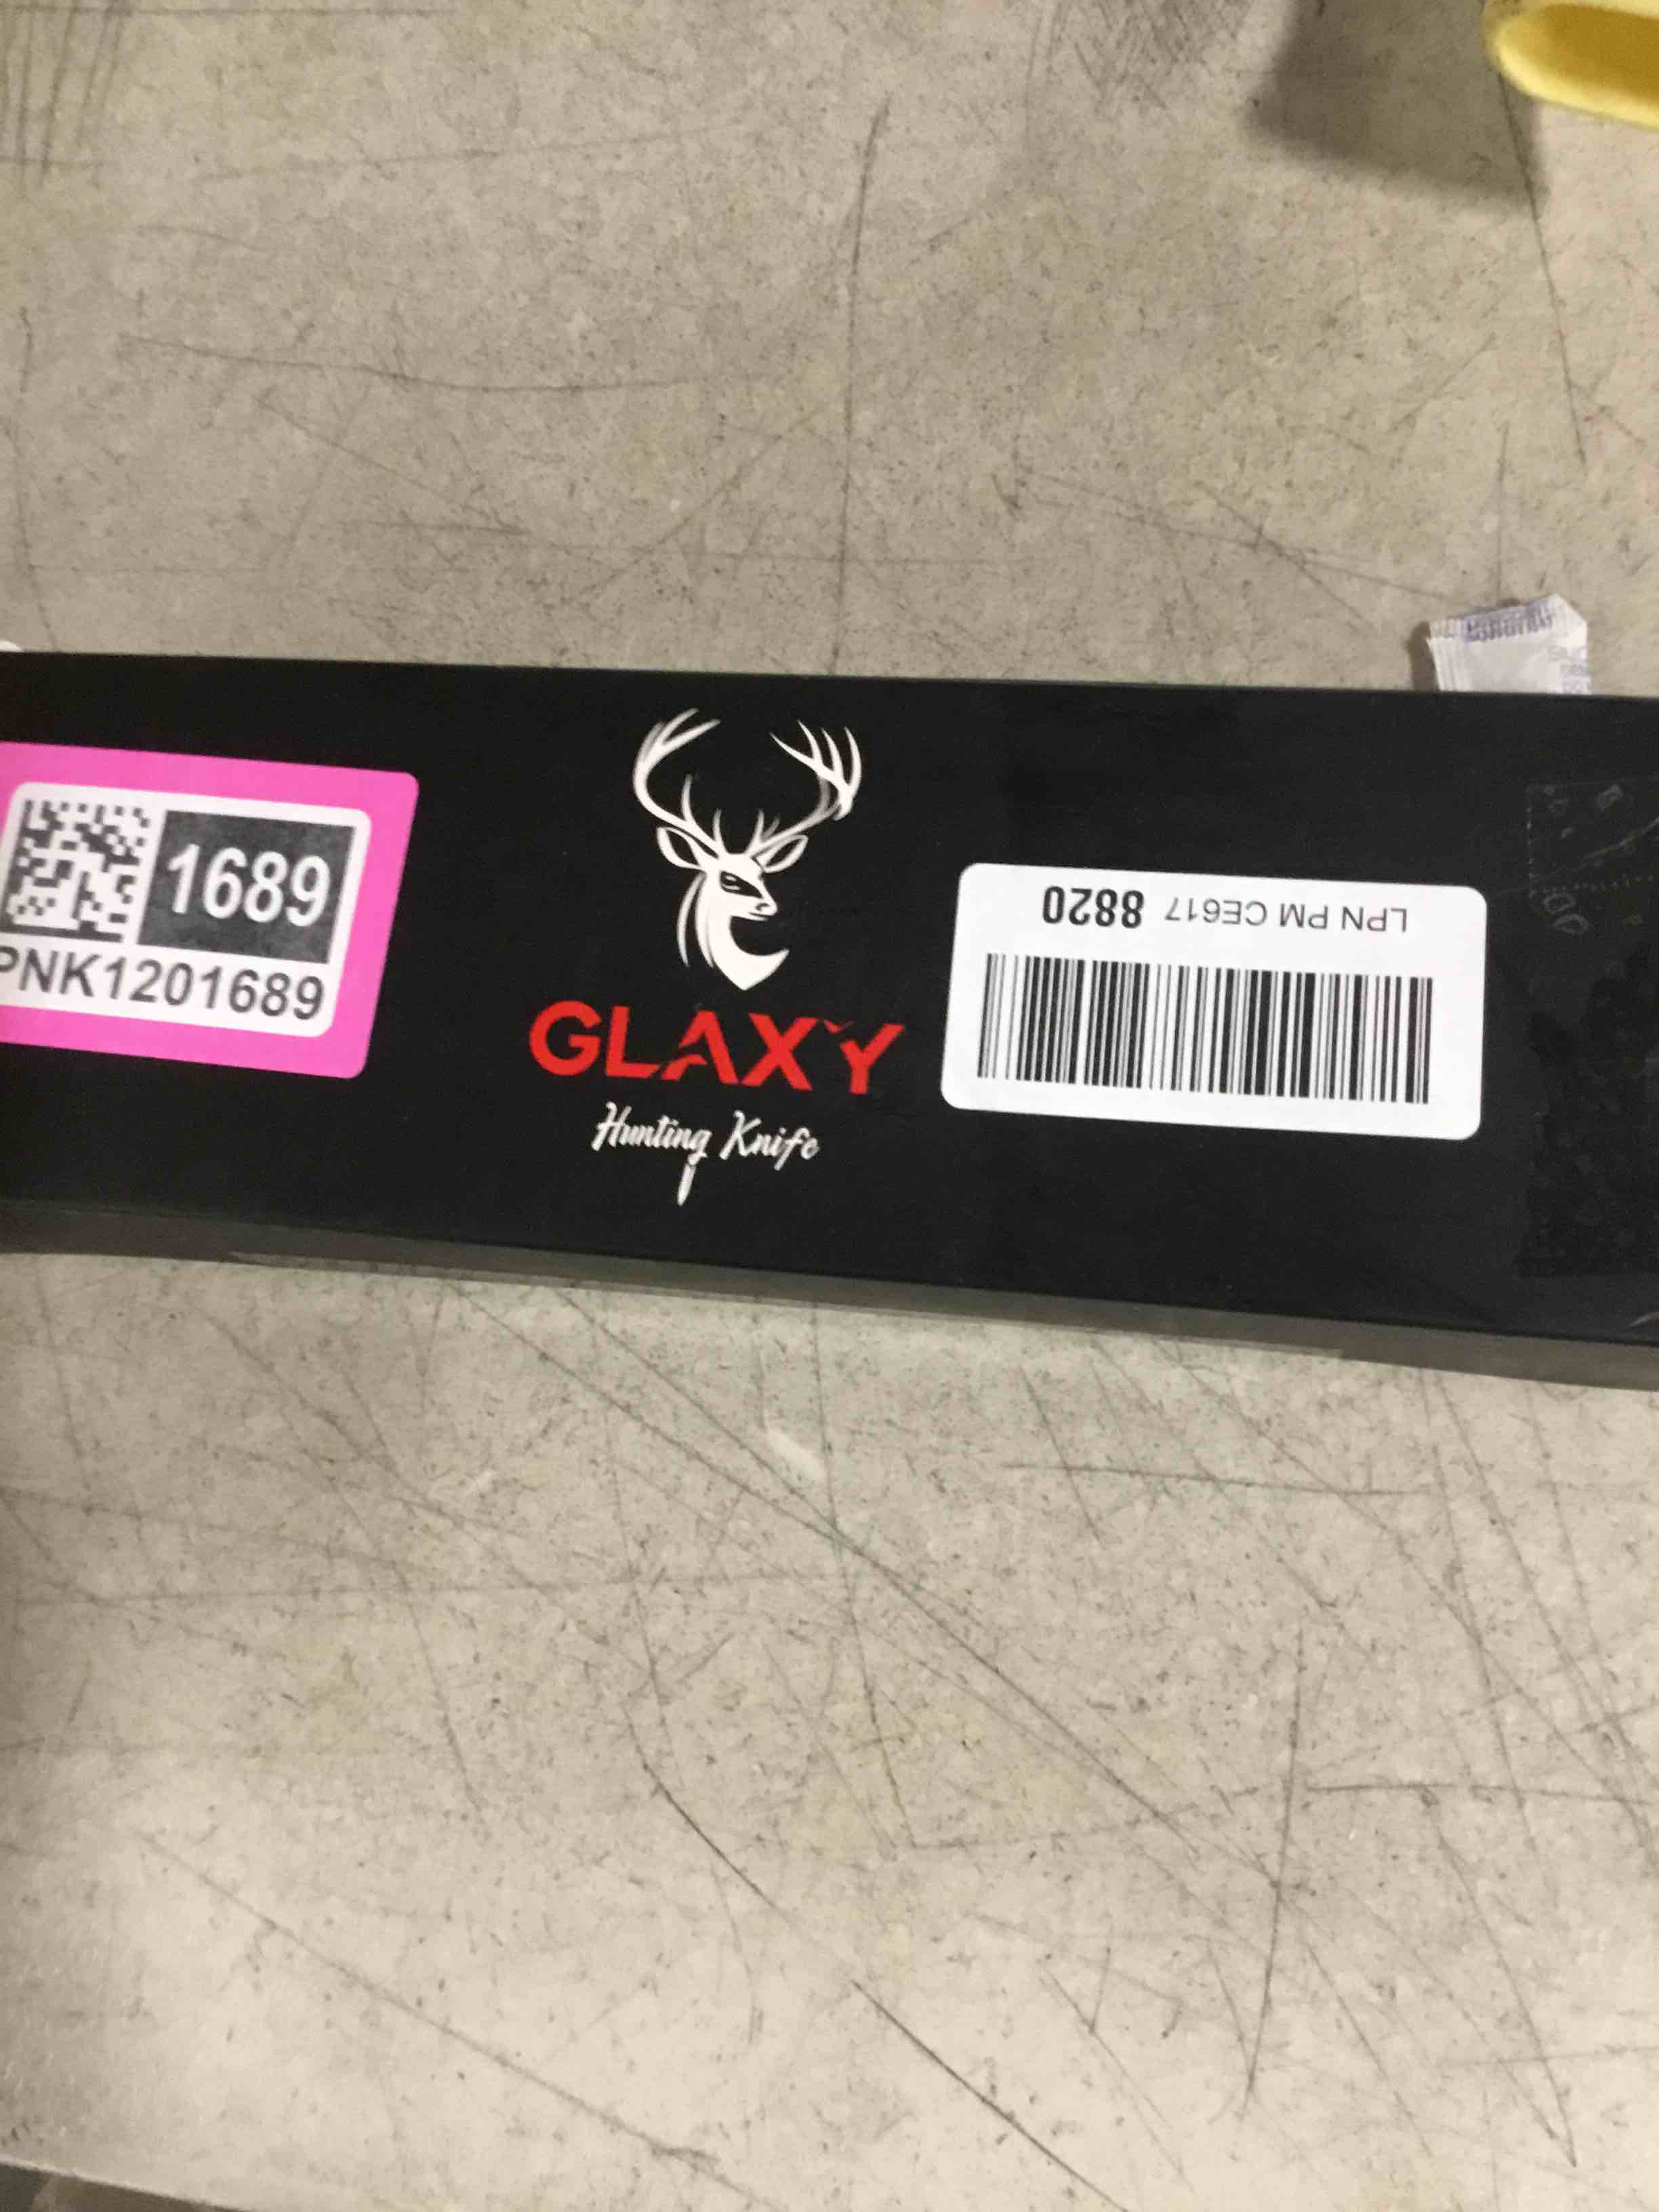 1689
PNK1201689
GLAXY
Hunting Knife
LPN PM CE617 8820